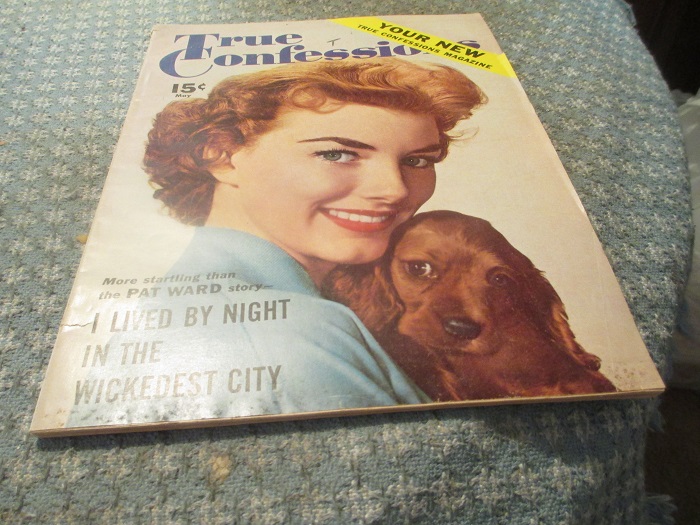 YOUR NEW
TRUE CONFESSIONS MAGAZINE
True
Confessions
15¢
May
More startling than
the PAT WARD story—
I LIVED BY NIGHT
IN THE
WICKEDEST CITY